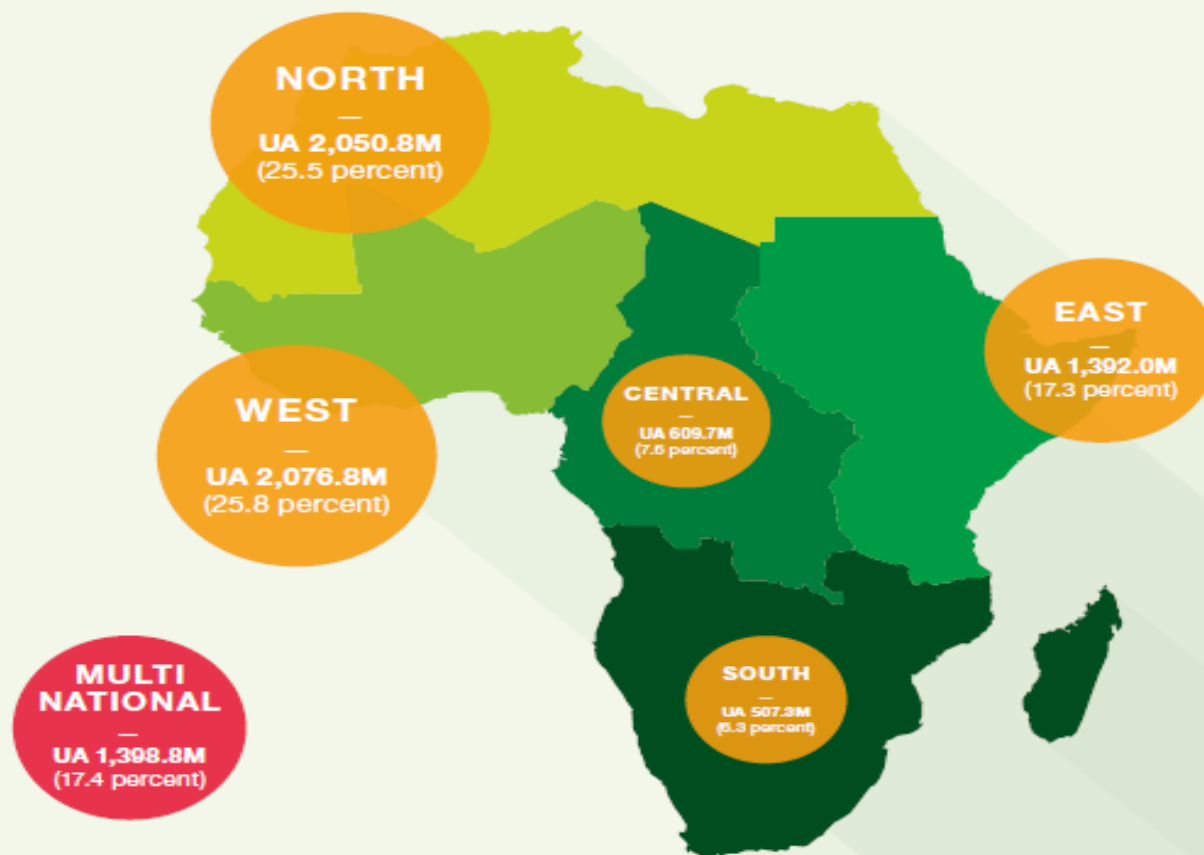 NORTH
—
UA 2,050.8M
(25.5 percent)
EAST
—
UA 1,392.0M
(17.3 percent)
CENTRAL
—
UA 609.7M
(7.6 percent)
WEST
—
UA 2,076.8M
(25.8 percent)
SOUTH
—
UA 507.3M
(6.3 percent)
MULTI
NATIONAL
—
UA 1,398.8M
(17.4 percent)